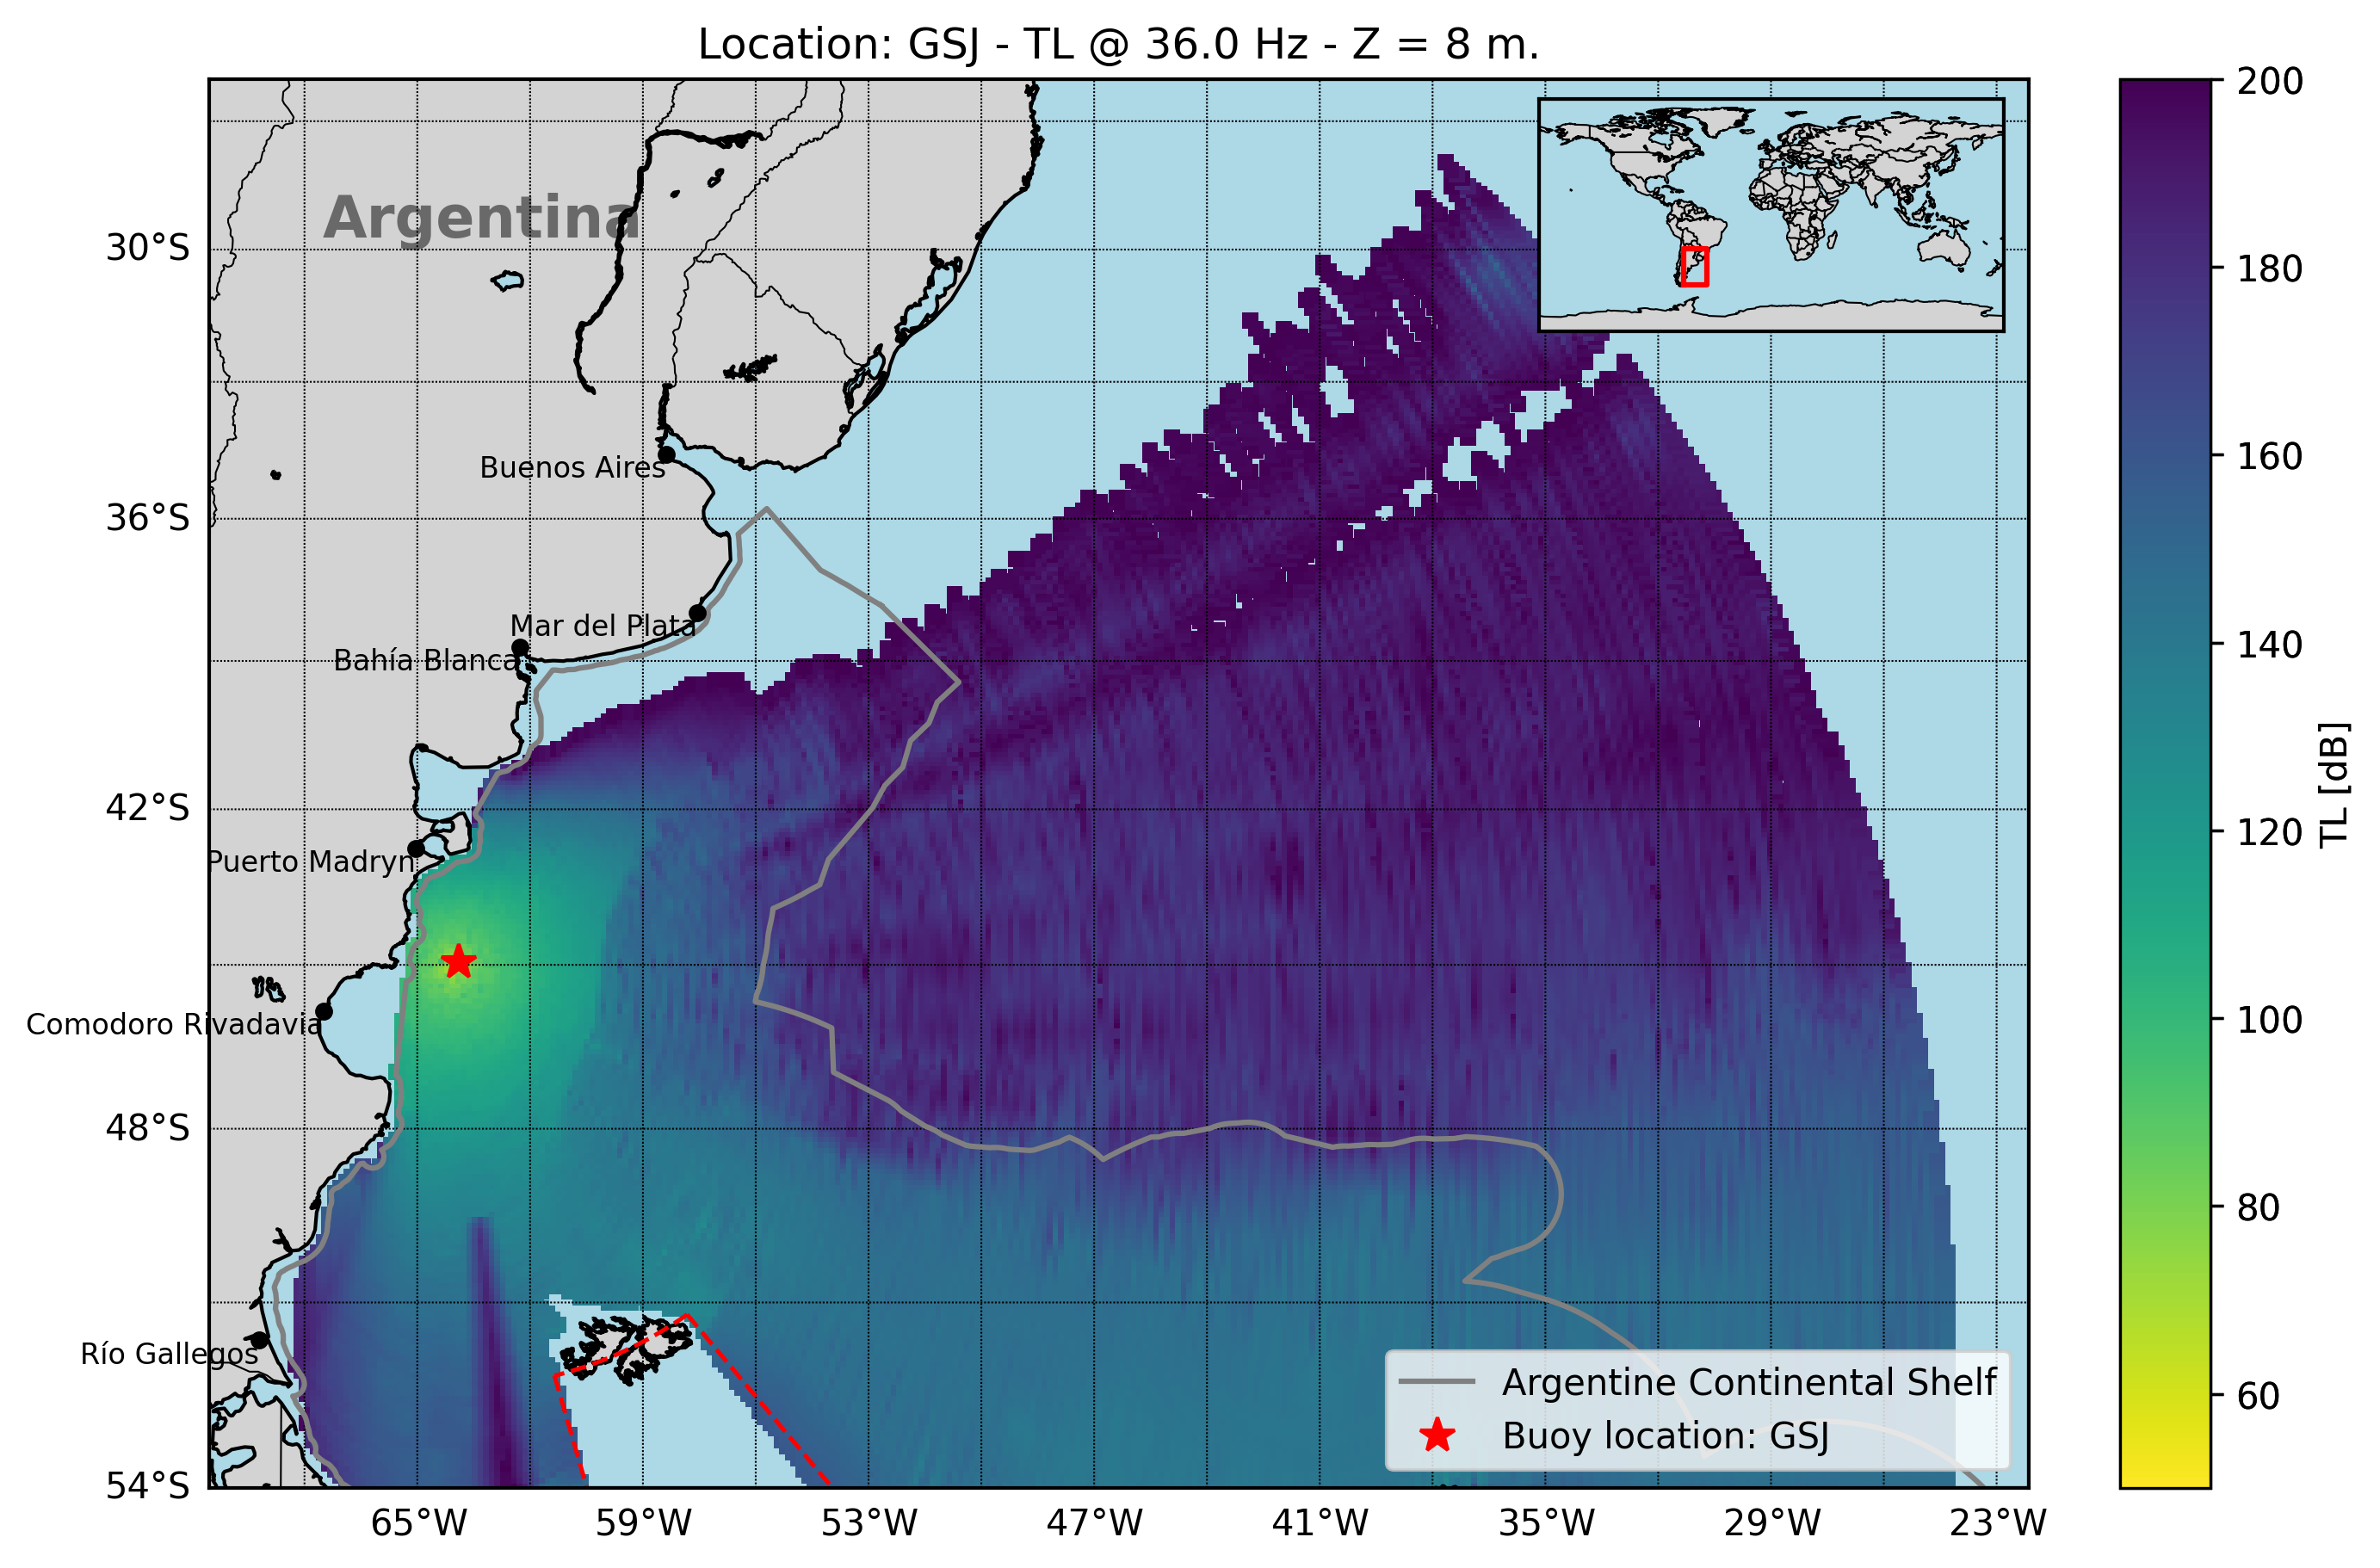 Location: GSJ - TL @ 36.0 Hz - Z = 8 m.
Argentina
30°S
36°S
42°S
48°S
54°S
Buenos Aires
Mar del Plata
Bahía Blanca
Puerto Madryn
Comodoro Rivadavia
Río Gallegos
Argentine Continental Shelf
Buoy location: GSJ
65°W
59°W
53°W
47°W
41°W
35°W
29°W
23°W
200
180
160
140
120
100
80
60
TL [dB]